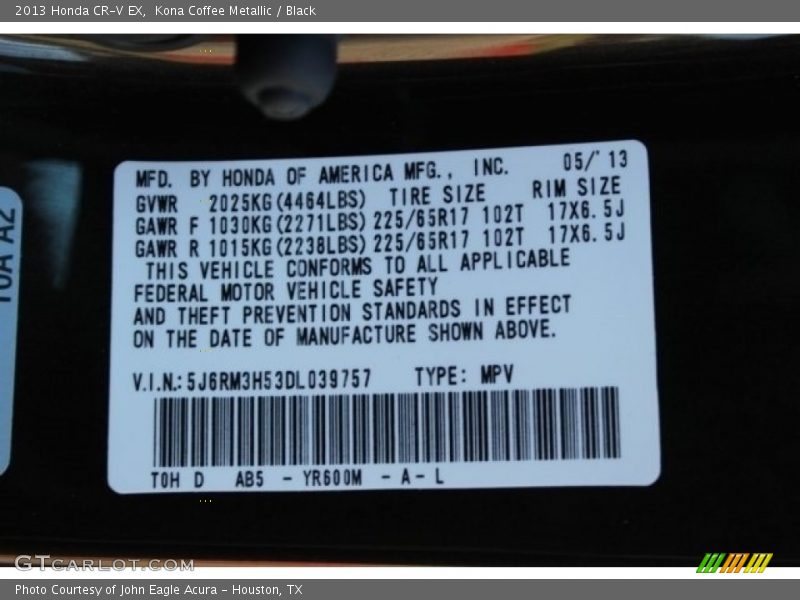 2013 Honda CR-V EX, Kona Coffee Metallic / Black
MFD. BY HONDA OF AMERICA MFG., INC. 05/'13
GVWR 2025KG(4464LBS) TIRE SIZE RIM SIZE
GAWR F 1030KG(2271LBS) 225/65R17 102T 17X6.5J
GAWR R 1015KG(2238LBS) 225/65R17 102T 17X6.5J
THIS VEHICLE CONFORMS TO ALL APPLICABLE
FEDERAL MOTOR VEHICLE SAFETY
AND THEFT PREVENTION STANDARDS IN EFFECT
ON THE DATE OF MANUFACTURE SHOWN ABOVE.
V.I.N.: 5J6RM3H53DL039757 TYPE: MPV
T0H D AB5 - YR600M - A - L
T0A A2
GTCARLOT.COM
Photo Courtesy of John Eagle Acura - Houston, TX